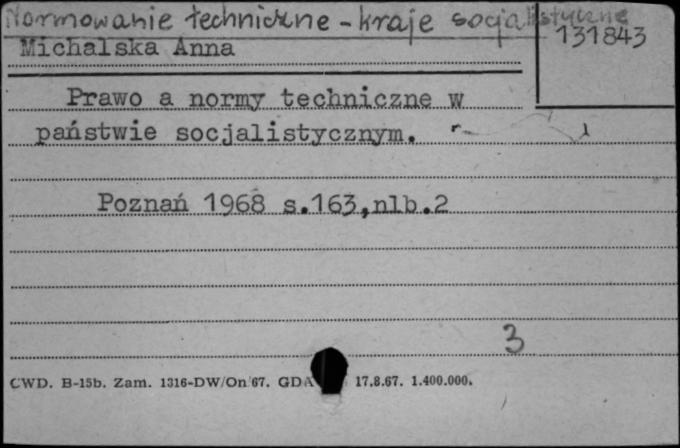 Normowanie techniczne - kraje socjalistyczne
131843
Michalska Anna
Prawo a normy techniczne w
państwie socjalistycznym.
Poznań 1968 s.163,nlb.2
3
CWD. B-15b. Zam. 1316-DW/On/67. GDA 17.8.67. 1.400.000.